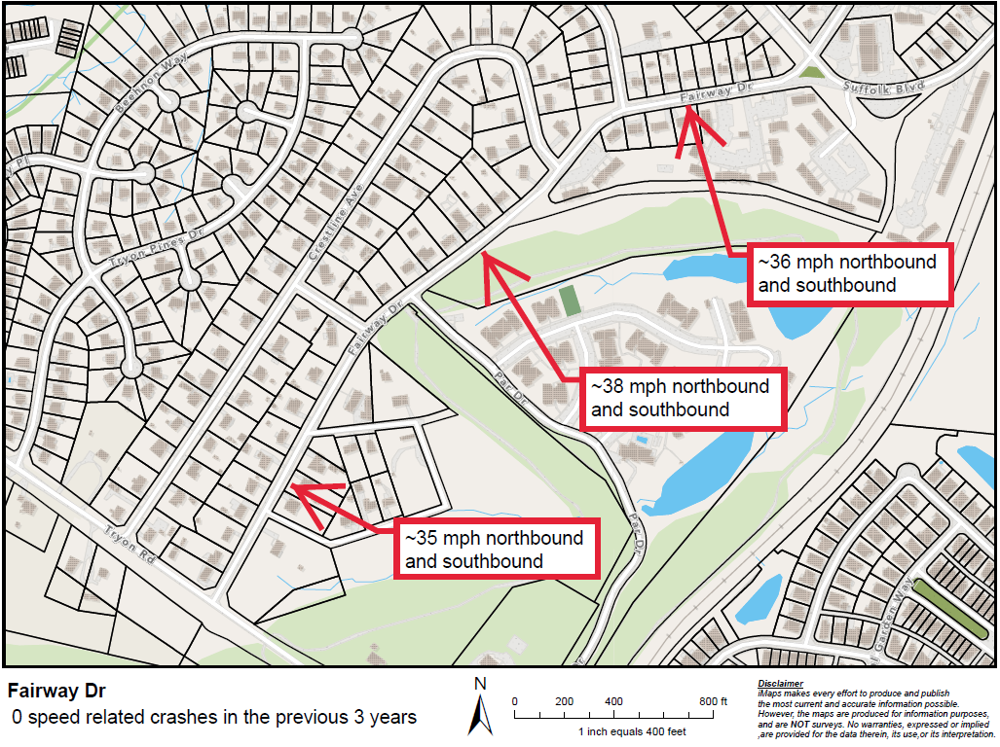 Beehnon Way
Fairway Dr
Suffolk Blvd
y Pl
Crestline Ave
Tryon Pines Dr
~36 mph northbound
and southbound
Fairway Dr
Par Dr
~38 mph northbound
and southbound
~35 mph northbound
and southbound
Par Dr
Tryon Rd
Garden Way
Dr
Fairway Dr
0 speed related crashes in the previous 3 years
N
0 200 400 800 ft
1 inch equals 400 feet
Disclaimer
iMaps makes every effort to produce and publish
the most current and accurate information possible.
However, the maps are produced for information purposes,
and are NOT surveys. No warranties, expressed or implied
,are provided for the data therein, its use,or its interpretation.